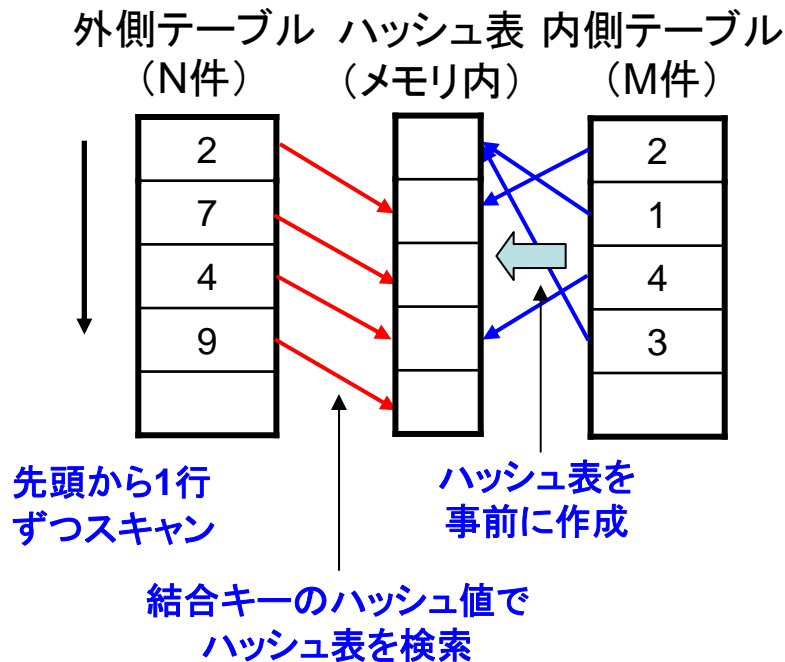 外側テーブル ハッシュ表 内側テーブル
（N件） （メモリ内） （M件）
2 2
7 1
4 4
9 3
先頭から1行
ずつスキャン
ハッシュ表を
事前に作成
結合キーのハッシュ値で
ハッシュ表を検索